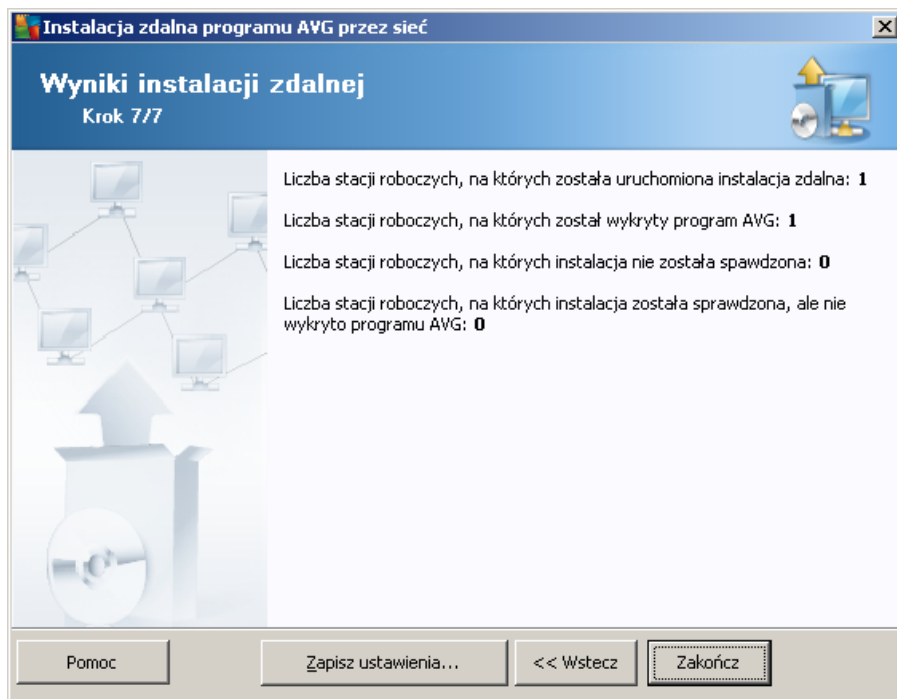 Instalacja zdalna programu AVG przez sieć
Wyniki instalacji zdalnej
Krok 7/7
Liczba stacji roboczych, na których została uruchomiona instalacja zdalna: 1
Liczba stacji roboczych, na których został wykryty program AVG: 1
Liczba stacji roboczych, na których instalacja nie została spawdzona: 0
Liczba stacji roboczych, na których instalacja została sprawdzona, ale nie
wykryto programu AVG: 0
Pomoc
Zapisz ustawienia...
<< Wstecz
Zakończ